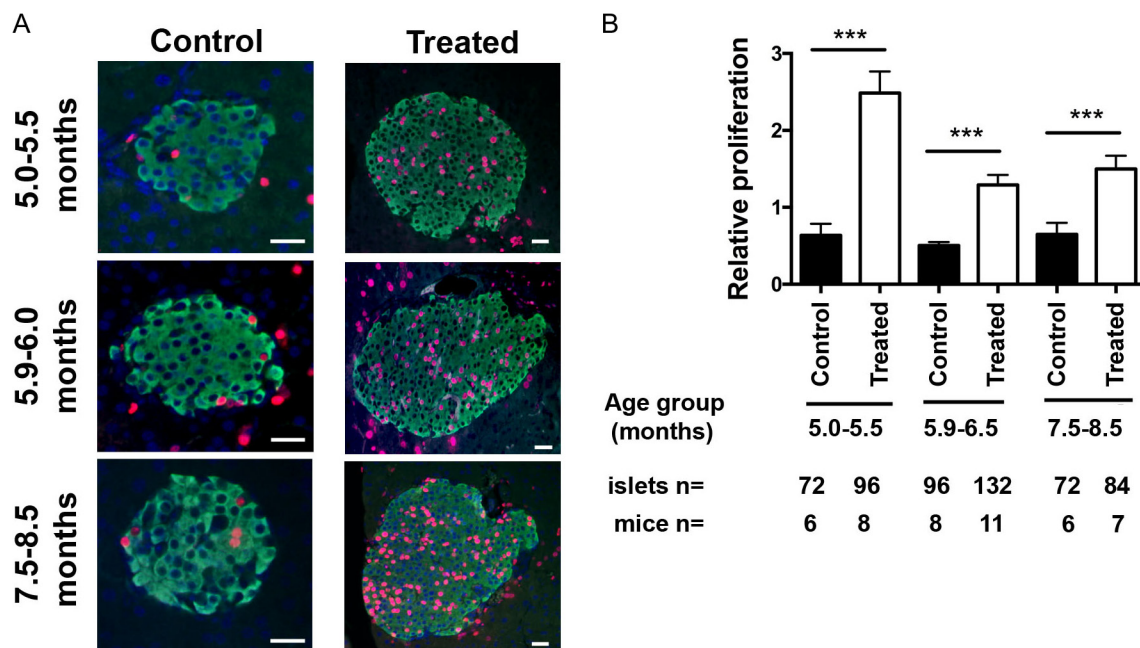 A
Control
Treated
5.0-5.5
months
5.9-6.0
months
7.5-8.5
months
B
Relative proliferation
3
2
1
0
***
***
***
Control
Treated
Control
Treated
Control
Treated
Age group
(months)
5.0-5.5 5.9-6.5 7.5-8.5
islets n= 72 96 96 132 72 84
mice n= 6 8 8 11 6 7